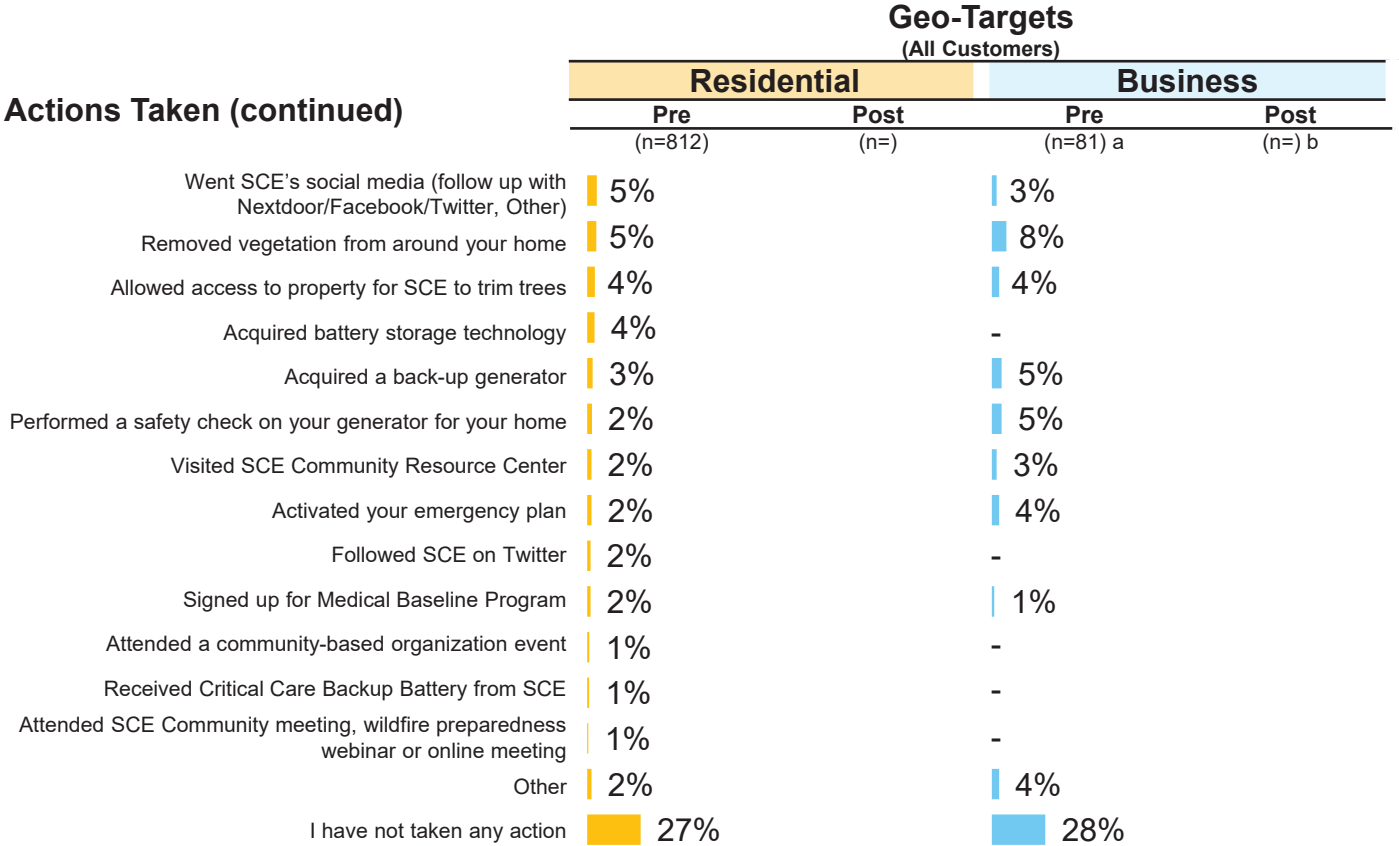 Geo-Targets
(All Customers)
Residential Business
Actions Taken (continued)
Pre Post Pre Post
(n=812) (n=) (n=81) a (n=) b
Went SCE's social media (follow up with
Nextdoor/Facebook/Twitter, Other) 5% 3%
Removed vegetation from around your home 5% 8%
Allowed access to property for SCE to trim trees 4% 4%
Acquired battery storage technology 4% -
Acquired a back-up generator 3% 5%
Performed a safety check on your generator for your home 2% 5%
Visited SCE Community Resource Center 2% 3%
Activated your emergency plan 2% 4%
Followed SCE on Twitter 2% -
Signed up for Medical Baseline Program 2% 1%
Attended a community-based organization event 1% -
Received Critical Care Backup Battery from SCE 1% -
Attended SCE Community meeting, wildfire preparedness
webinar or online meeting 1% -
Other 2% 4%
I have not taken any action 27% 28%